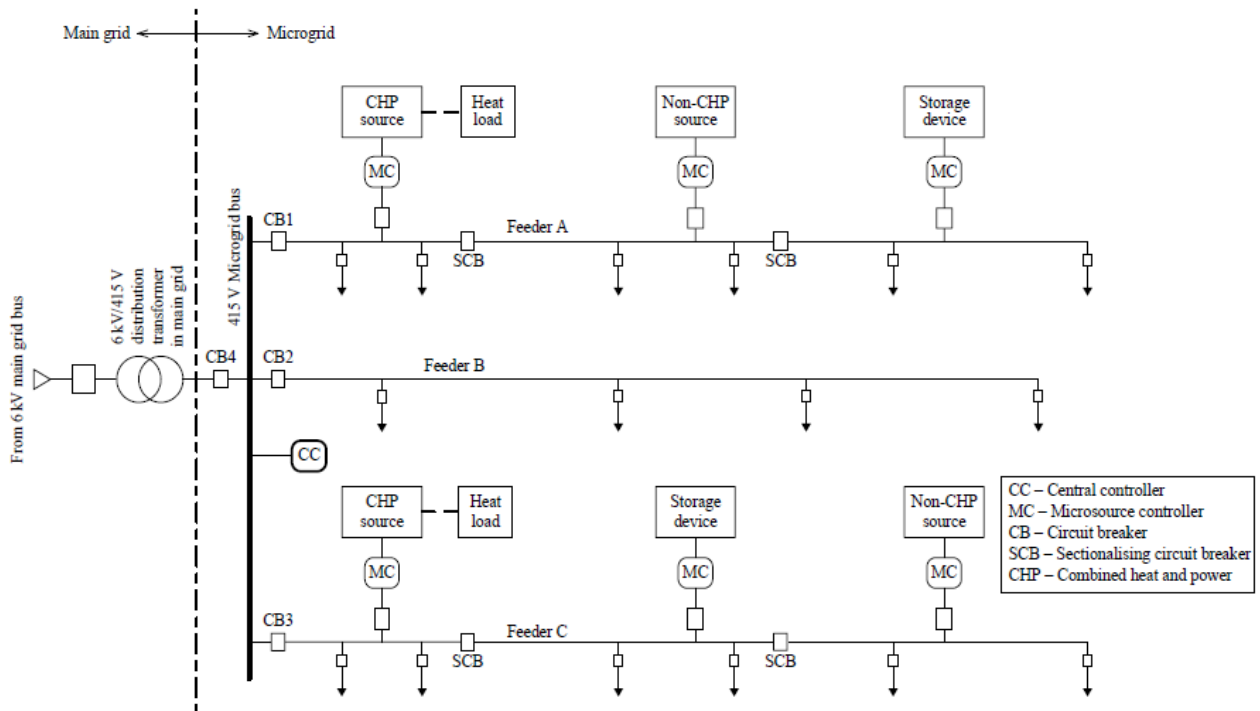 Main grid
Microgrid
CHP
source
Heat
load
Non-CHP
source
Storage
device
MC
MC
MC
CB1
Feeder A
SCB
SCB
415 V Microgrid bus
6 kV/415 V
distribution
transformer
in main grid
From 6 kV main grid bus
CB4
CB2
Feeder B
CC
CHP
source
Heat
load
Storage
device
Non-CHP
source
MC
MC
MC
CB3
Feeder C
SCB
SCB
CC – Central controller
MC – Microsource controller
CB – Circuit breaker
SCB – Sectionalising circuit breaker
CHP – Combined heat and power